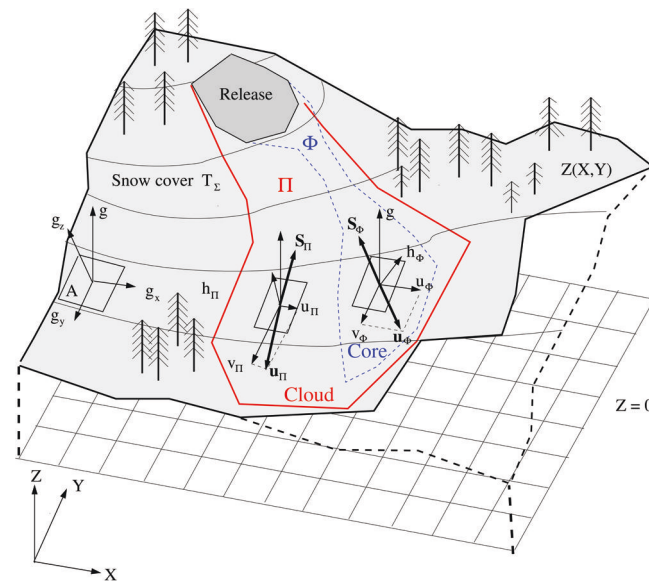 Release
Φ
Snow cover T_Σ
Π
Z(X,Y)
g
g_z
S_Π
S_Φ
g
h_Φ
A
g_x
h_Π
u_Π
u_Φ
g_y
v_Π
u_Π
v_Φ
u_Φ
Core
Cloud
Z = 0
Z
Y
X